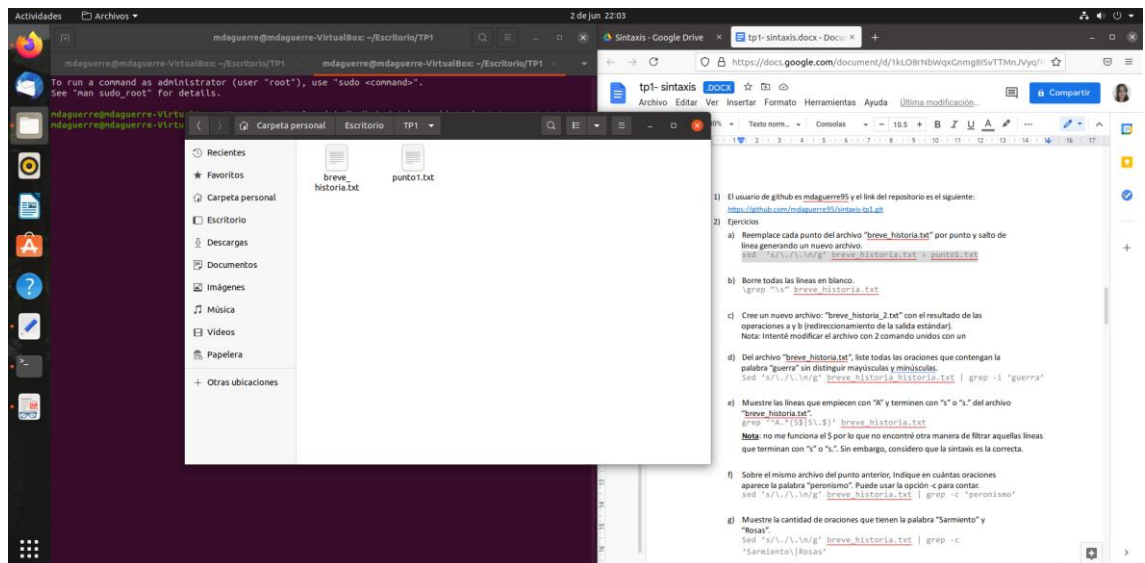 Actividades
Archivos
2 de jun 22:03
mdaguerre@mdaguerre-VirtualBox: ~/Escritorio/TP1
mdaguerre@mdaguerre-VirtualBox: ~/Escritorio/TP1
mdaguerre@mdaguerre-VirtualBox: ~/Escritorio/TP1
To run a command as administrator (user "root"), use "sudo <command>".
See "man sudo_root" for details.
mdaguerre@mdaguerre-Virtu
mdaguerre@mdaguerre-Virtu
Carpeta personal
Escritorio
TP1
Recientes
Favoritos
Carpeta personal
Escritorio
Descargas
Documentos
Imágenes
Música
Vídeos
Papelera
+ Otras ubicaciones
breve_
historia.txt
punto1.txt
Sintaxis - Google Drive
tp1- sintaxis.docx - Docum
https://docs.google.com/document/d/
tp1- sintaxis .DOCX
Archivo Editar Ver Insertar Formato Herramientas Ayuda Última modificación...
Compartir
Texto norm... Consolas - 10.5 + B I U A
1) El usuario de github es mdaguerre95 y el link del repositorio es el siguiente:
https://github.com/mdaguerre95/sintaxis-tp1.git
2) Ejercicios
a) Reemplace cada punto del archivo "breve_historia.txt" por punto y salto de
línea generando un nuevo archivo.
sed 's/\./\.\n/g' breve_historia.txt > punto1.txt
b) Borre todas las líneas en blanco.
\grep "\s" breve_historia.txt
c) Cree un nuevo archivo: "breve_historia_2.txt" con el resultado de las
operaciones a y b (redireccionamiento de la salida estándar).
Nota: Intenté modificar el archivo con 2 comando unidos con un
d) Del archivo "breve_historia.txt", liste todas las oraciones que contengan la
palabra "guerra" sin distinguir mayúsculas y minúsculas.
Sed 's/\./\.\n/g' breve_historia_historia.txt | grep -i 'guerra'
e) Muestre las líneas que empiecen con "A" y terminen con "s" o "s." del archivo
"breve_historia.txt".
grep '^A.*(S$|S\.$)' breve_historia.txt
Nota: no me funciona el $ por lo que no encontré otra manera de filtrar aquellas líneas
que terminan con "s" o "s.". Sin embargo, considero que la sintaxis es la correcta.
f) Sobre el mismo archivo del punto anterior, Indique en cuántas oraciones
aparece la palabra "peronismo". Puede usar la opción -c para contar.
sed 's/\./\.\n/g' breve_historia.txt | grep -c 'peronismo'
g) Muestre la cantidad de oraciones que tienen la palabra "Sarmiento" y
"Rosas".
Sed 's/\./\.\n/g' breve_historia.txt | grep -c
'Sarmiento\|Rosas'